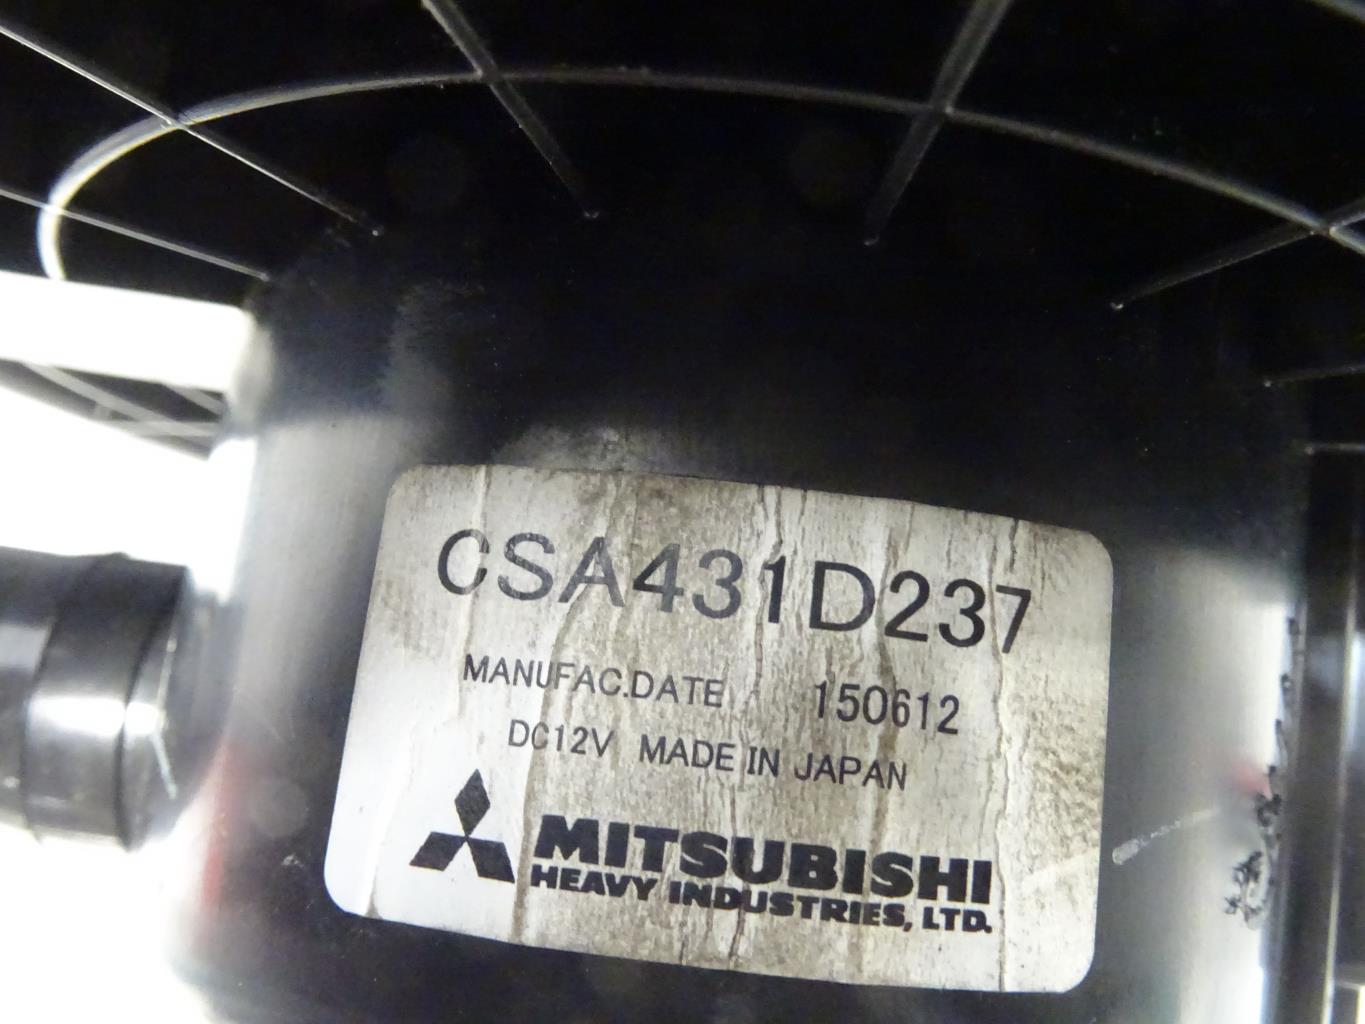 CSA431D237
MANUFAC.DATE 150612
DC12V MADE IN JAPAN
MITSUBISHI
HEAVY INDUSTRIES, LTD.